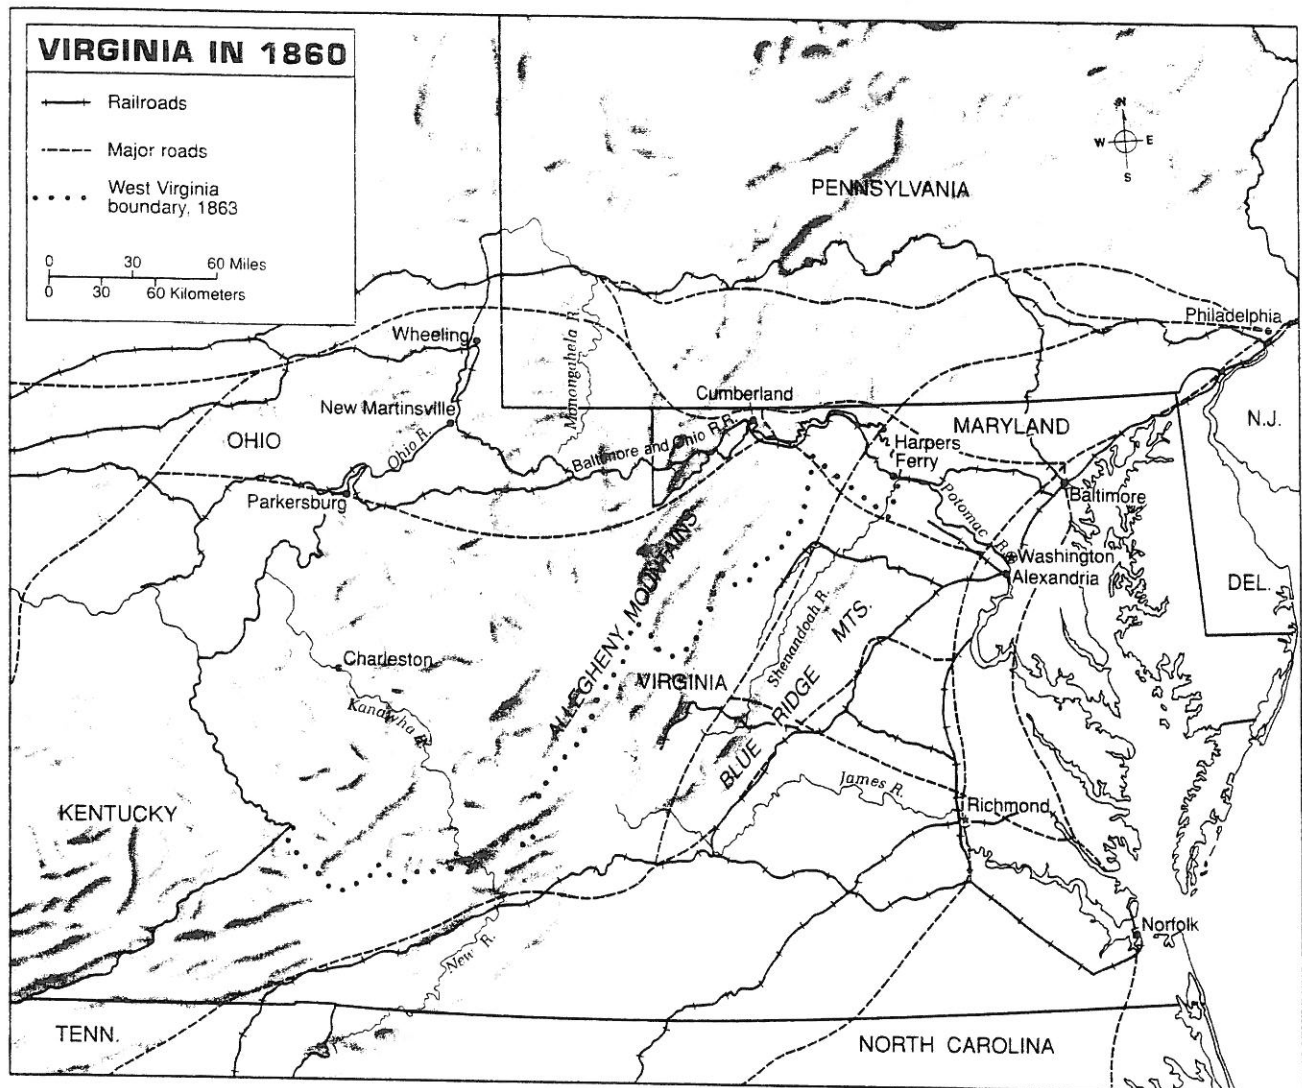 VIRGINIA IN 1860
Railroads
Major roads
West Virginia
boundary, 1863
0 30 60 Miles
0 30 60 Kilometers
N
W E
S
PENNSYLVANIA
Philadelphia
Wheeling
Monongahela R.
Cumberland
New Martinsville
OHIO
Ohio R.
Baltimore and Ohio R.R.
MARYLAND
N.J.
Harpers
Ferry
Parkersburg
Potomac R.
Baltimore
Washington
Alexandria
DEL.
ALLEGHENY MOUNTAINS
Shenandoah R.
Charleston
VIRGINIA
BLUE RIDGE MTS.
Kanawha R.
James R.
KENTUCKY
Richmond
Norfolk
New R.
TENN.
NORTH CAROLINA